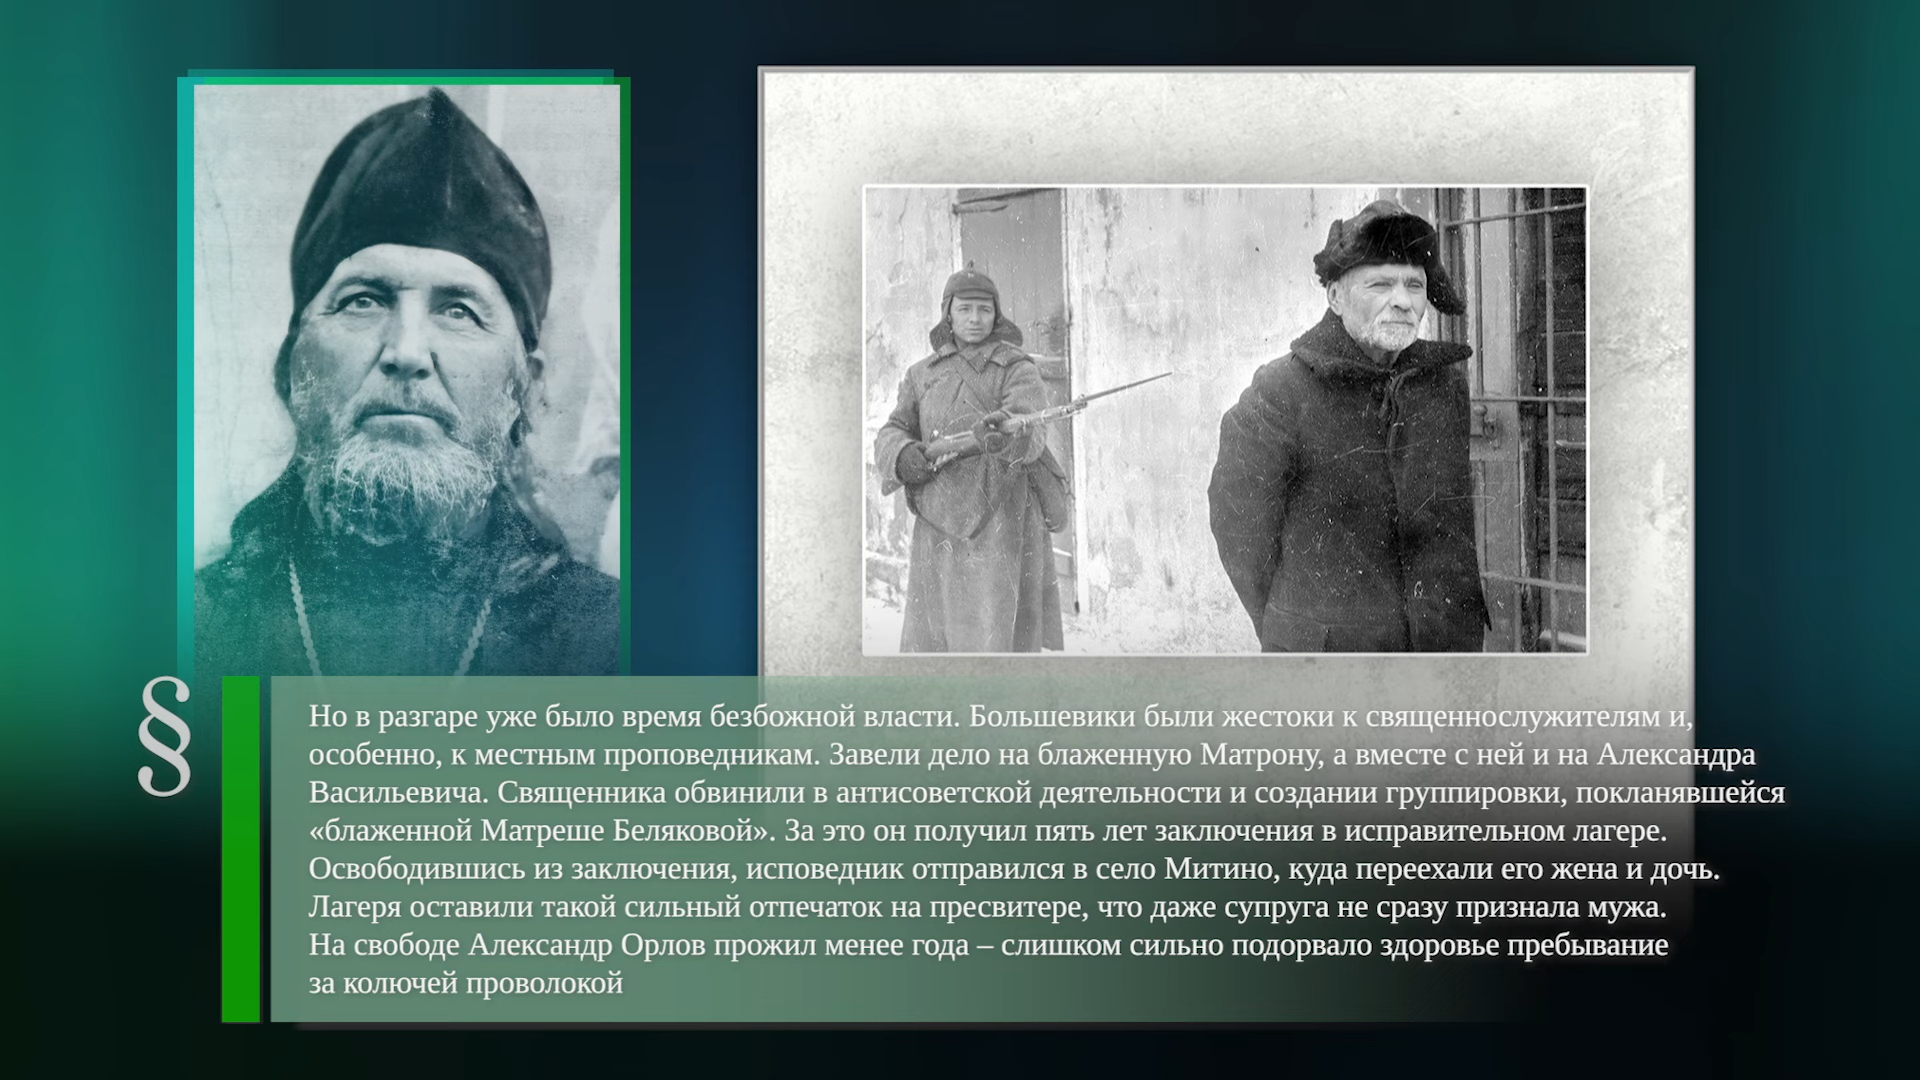 §
Но в разгаре уже было время безбожной власти. Большевики были жестоки к священнослужителям и,
особенно, к местным проповедникам. Завели дело на блаженную Матрону, а вместе с ней и на Александра
Васильевича. Священника обвинили в антисоветской деятельности и создании группировки, покланявшейся
«блаженной Матреше Беляковой». За это он получил пять лет заключения в исправительном лагере.
Освободившись из заключения, исповедник отправился в село Митино, куда переехали его жена и дочь.
Лагеря оставили такой сильный отпечаток на пресвитере, что даже супруга не сразу признала мужа.
На свободе Александр Орлов прожил менее года – слишком сильно подорвало здоровье пребывание
за колючей проволокой